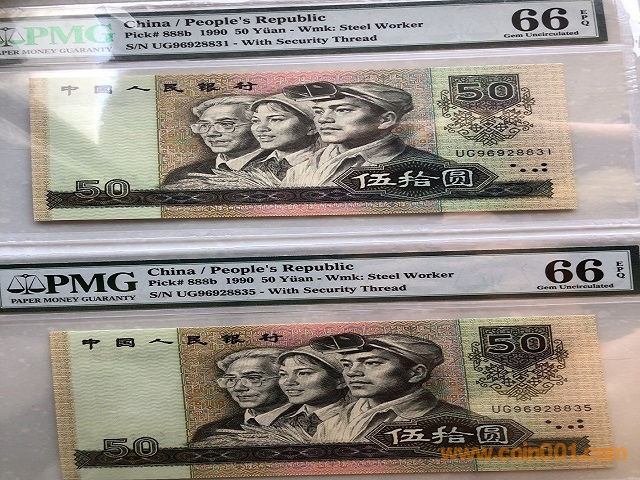 PMG
PAPER MONEY GUARANTY
China / People's Republic
Pick# 888b 1990 50 Yüan - Wmk: Steel Worker
S/N UG96928831 - With Security Thread
66 EPQ
Gem Uncirculated
中国人民银行
50
UG96928831
50
伍拾圆
PMG
PAPER MONEY GUARANTY
China / People's Republic
Pick# 888b 1990 50 Yüan - Wmk: Steel Worker
S/N UG96928835 - With Security Thread
66 EPQ
Gem Uncirculated
中国人民银行
50
UG96928835
50
伍拾圆
www.coin001.com